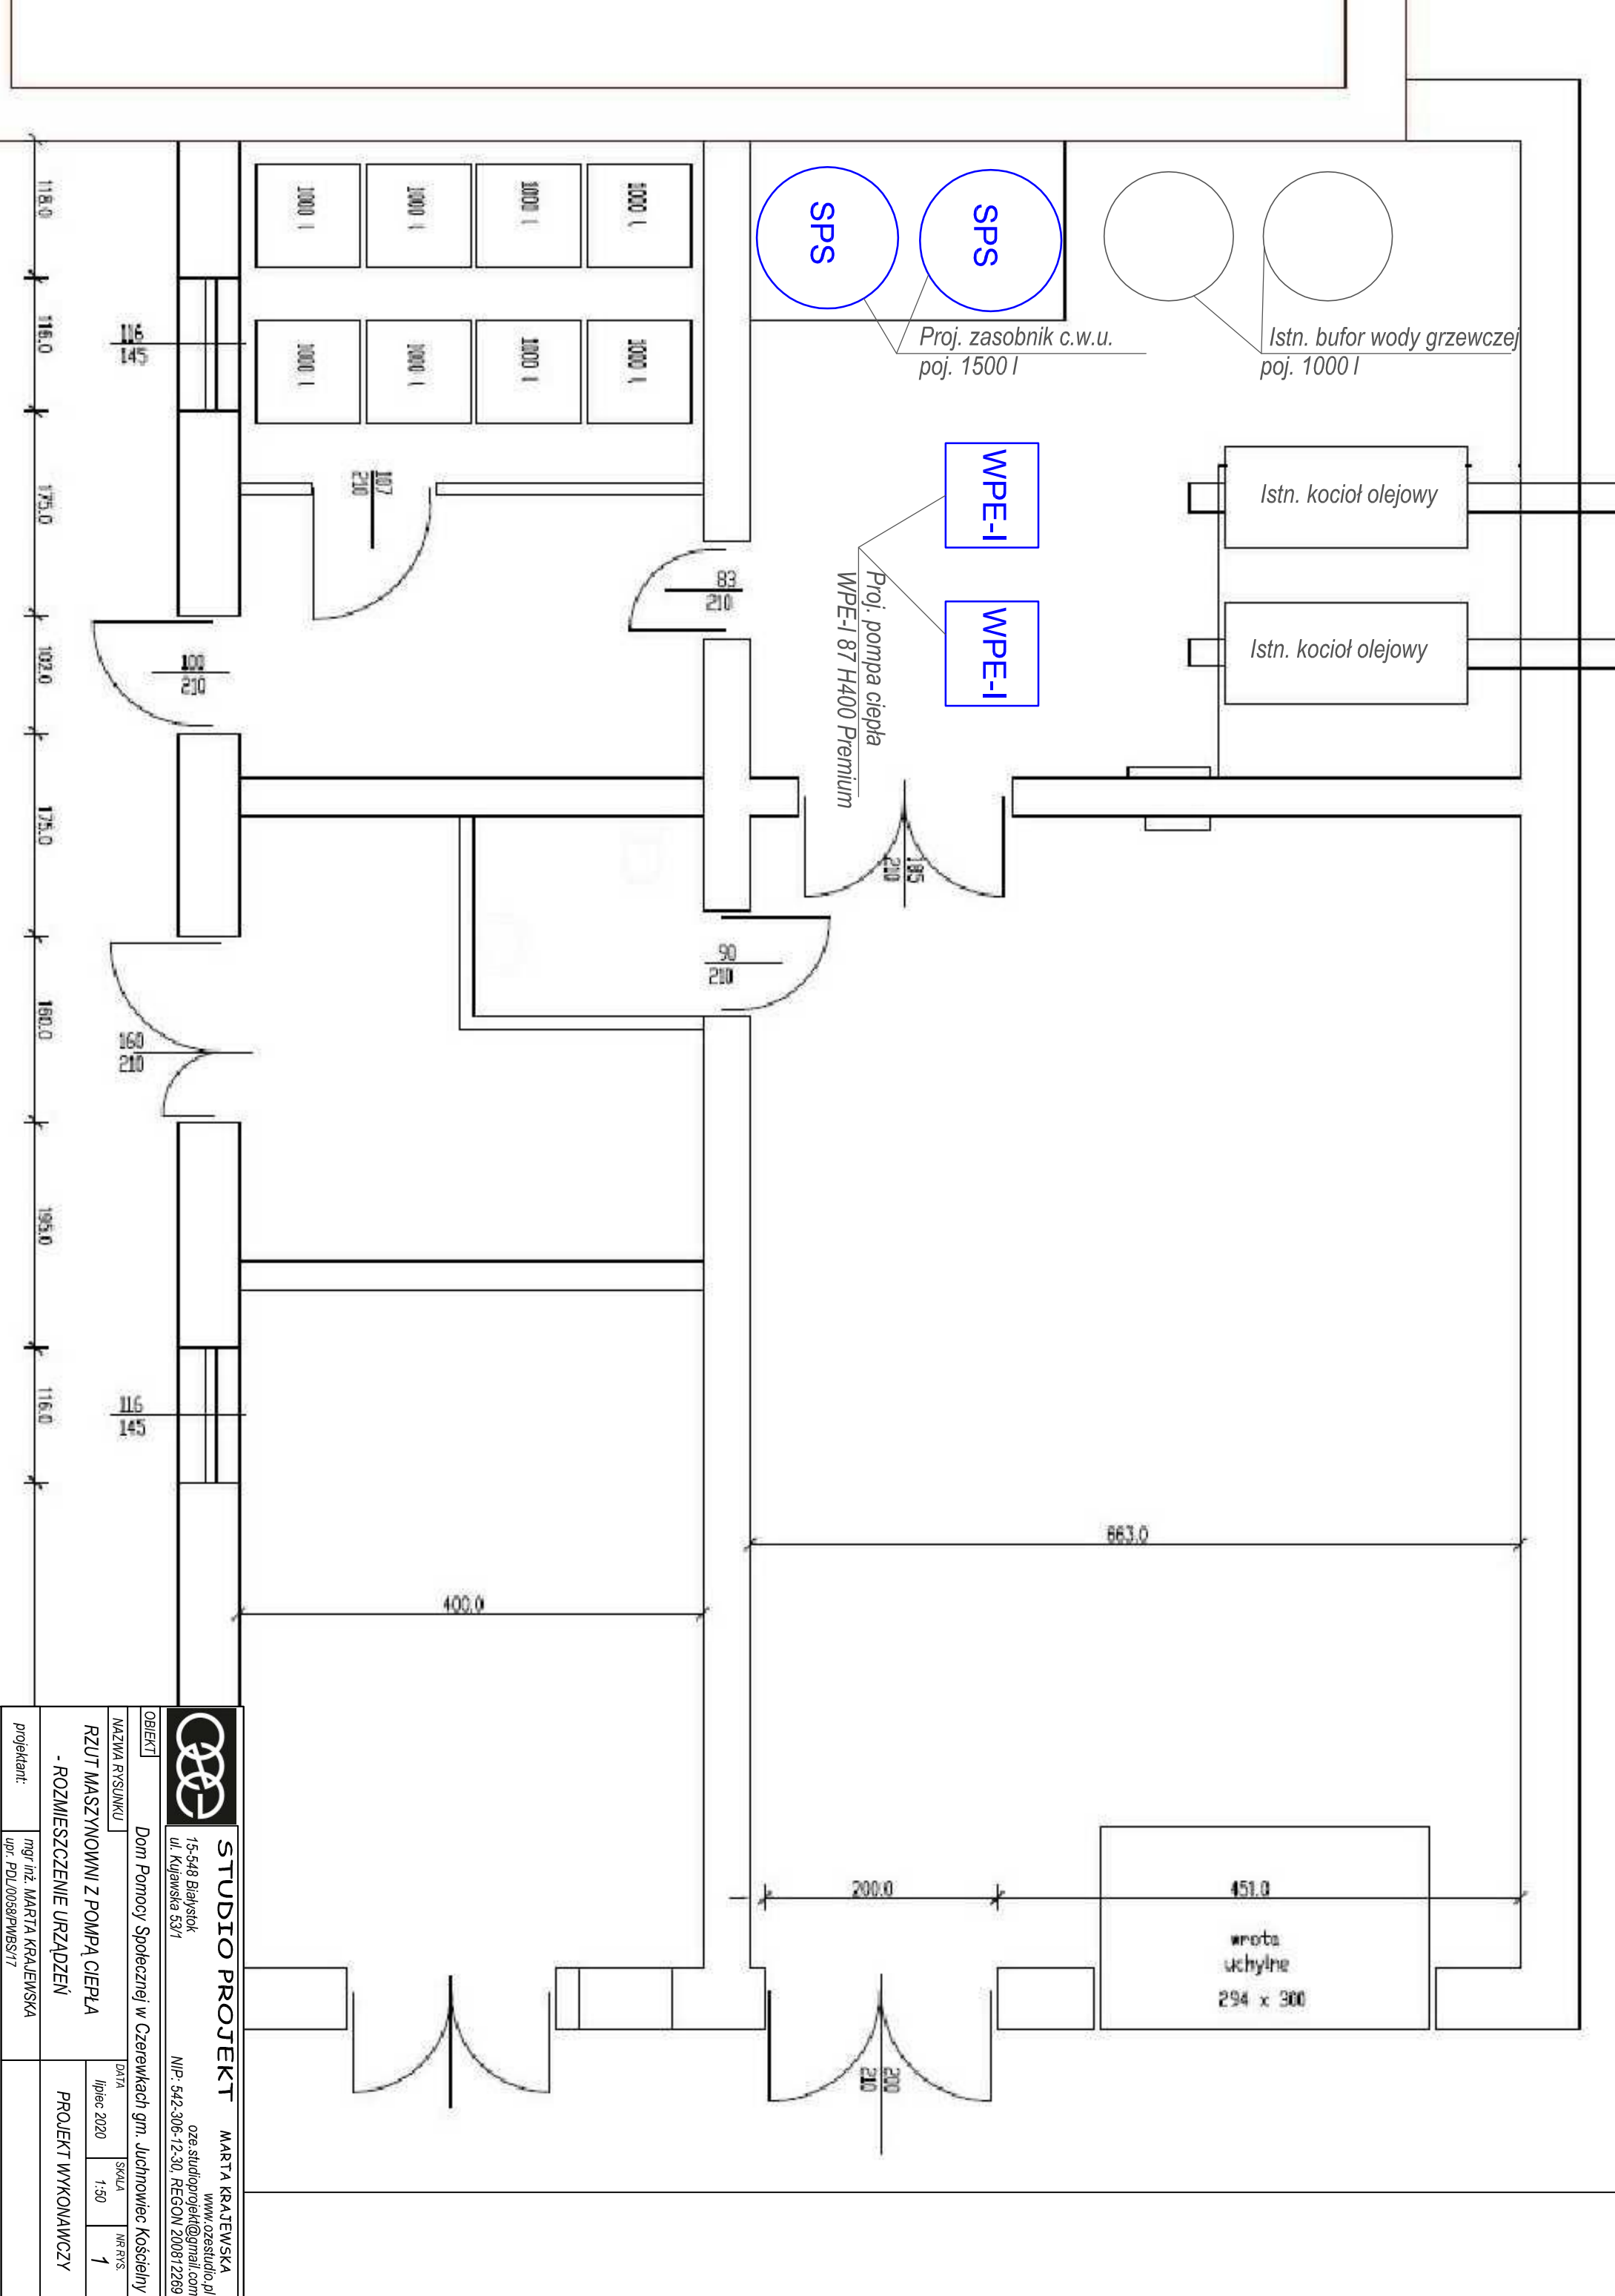 118.0
116.0
175.0
102.0
175.0
160.0
195.0
116.0
1000 l
1000 l
1000 l
1000 l
1000 l
1000 l
1000 l
1000 l
SPS
SPS
Proj. zasobnik c.w.u.
poj. 1500 l
Istn. bufor wody grzewczej
poj. 1000 l
116
145
107
210
WPE-I
WPE-I
Proj. pompa ciepła
WPE-I 87 H400 Premium
Istn. kocioł olejowy
Istn. kocioł olejowy
83
210
100
210
185
210
90
210
160
210
116
145
663.0
400.0
200.0
451.0
wrota
uchylne
294 x 300
200
210
STUDIO PROJEKT MARTA KRAJEWSKA
www.ozestudio.pl
15-548 Białystok
ul. Kujawska 53/1
oze.studioprojekt@gmail.com
NIP: 542-306-12-30, REGON 200812269
OBIEKT
Dom Pomocy Społecznej w Czerewkach gm. Juchnowiec Kościelny
NAZWA RYSUNKU
RZUT MASZYNOWNI Z POMPĄ CIEPŁA
- ROZMIESZCZENIE URZĄDZEŃ
DATA
lipiec 2020
SKALA
1:50
NR RYS.
1
PROJEKT WYKONAWCZY
projektant:
mgr inż. MARTA KRAJEWSKA
upr. PDL/0058/PWBS/17